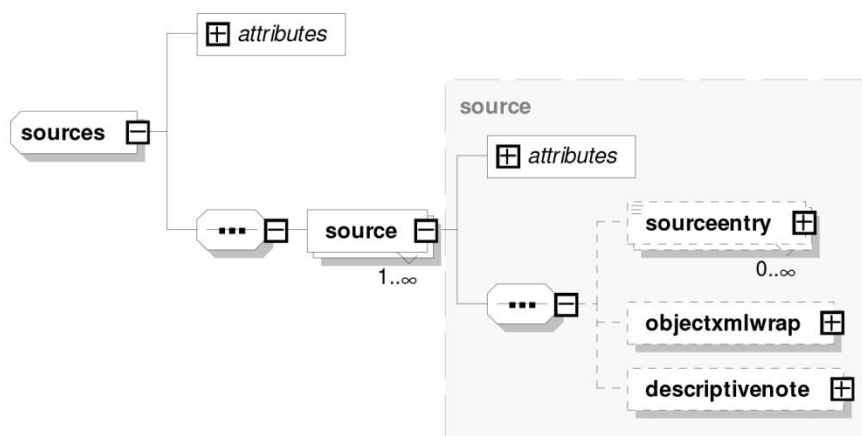 attributes
source
sources
attributes
source
1..∞
sourceentry
0..∞
objectxmlwrap
descriptivenote